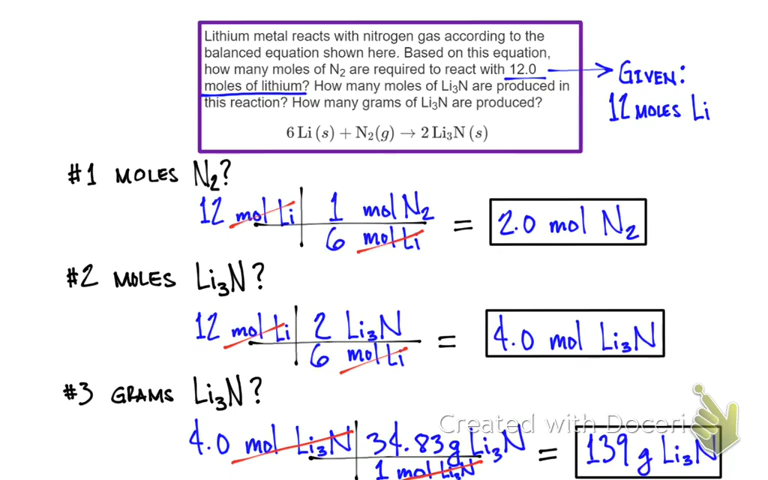 Lithium metal reacts with nitrogen gas according to the
balanced equation shown here. Based on this equation,
how many moles of N₂ are required to react with 12.0
moles of lithium? How many moles of Li₃N are produced in
this reaction? How many grams of Li₃N are produced?
6 Li (s) + N₂(g) → 2 Li₃N (s)
GIVEN:
12 MOLES Li
#1 MOLES N₂?
12 mol Li | 1 mol N₂
6 mol Li
= 2.0 mol N₂
#2 MOLES Li₃N?
12 mol Li | 2 Li₃N
6 mol Li
= 4.0 mol Li₃N
#3 GRAMS Li₃N?
Created with Doceri
4.0 mol Li₃N | 34.83g Li₃N
1 mol Li₃N
= 139 g Li₃N